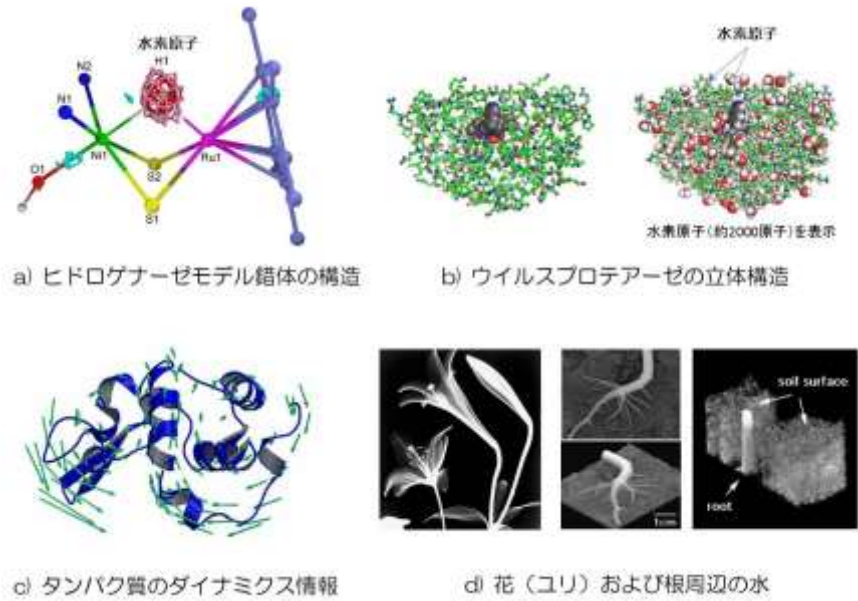 水素原子
H1
N2
N1
O1
Ni1
S2
Ru1
S1
a) ヒドロゲナーゼモデル錯体の構造
水素原子
水素原子(約2000原子)を表示
b) ウイルスプロテアーゼの立体構造
c) タンパク質のダイナミクス情報
soil surface
root
1cm
d) 花（ユリ）および根周辺の水